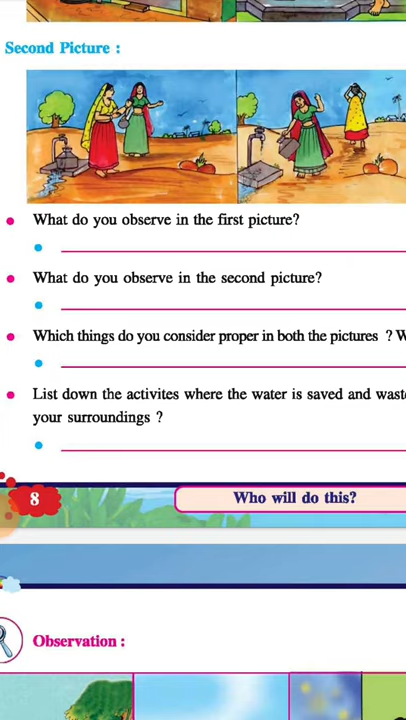 Second Picture :
What do you observe in the first picture?
What do you observe in the second picture?
Which things do you consider proper in both the pictures ?
List down the activites where the water is saved and
your surroundings ?
8
Who will do this?
Observation :